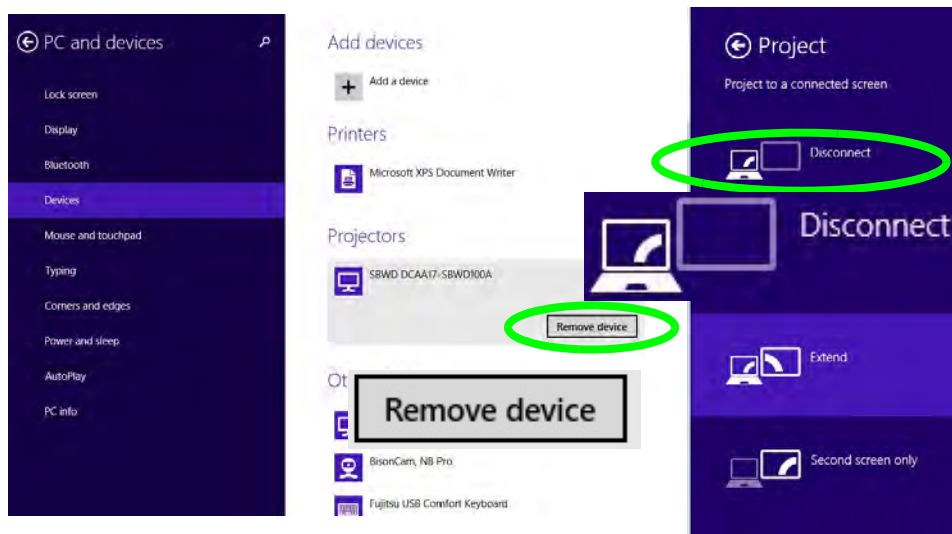 PC and devices
Lock screen
Display
Bluetooth
Devices
Mouse and touchpad
Typing
Corners and edges
Power and sleep
AutoPlay
PC info
Add devices
Add a device
Printers
Microsoft XPS Document Writer
Projectors
SBWD DCAA17-SBWD100A
Remove device
Ot
Remove device
BisonCam, NB Pro
Fujitsu USB Comfort Keyboard
Project
Project to a connected screen
Disconnect
Disconnect
Extend
Second screen only